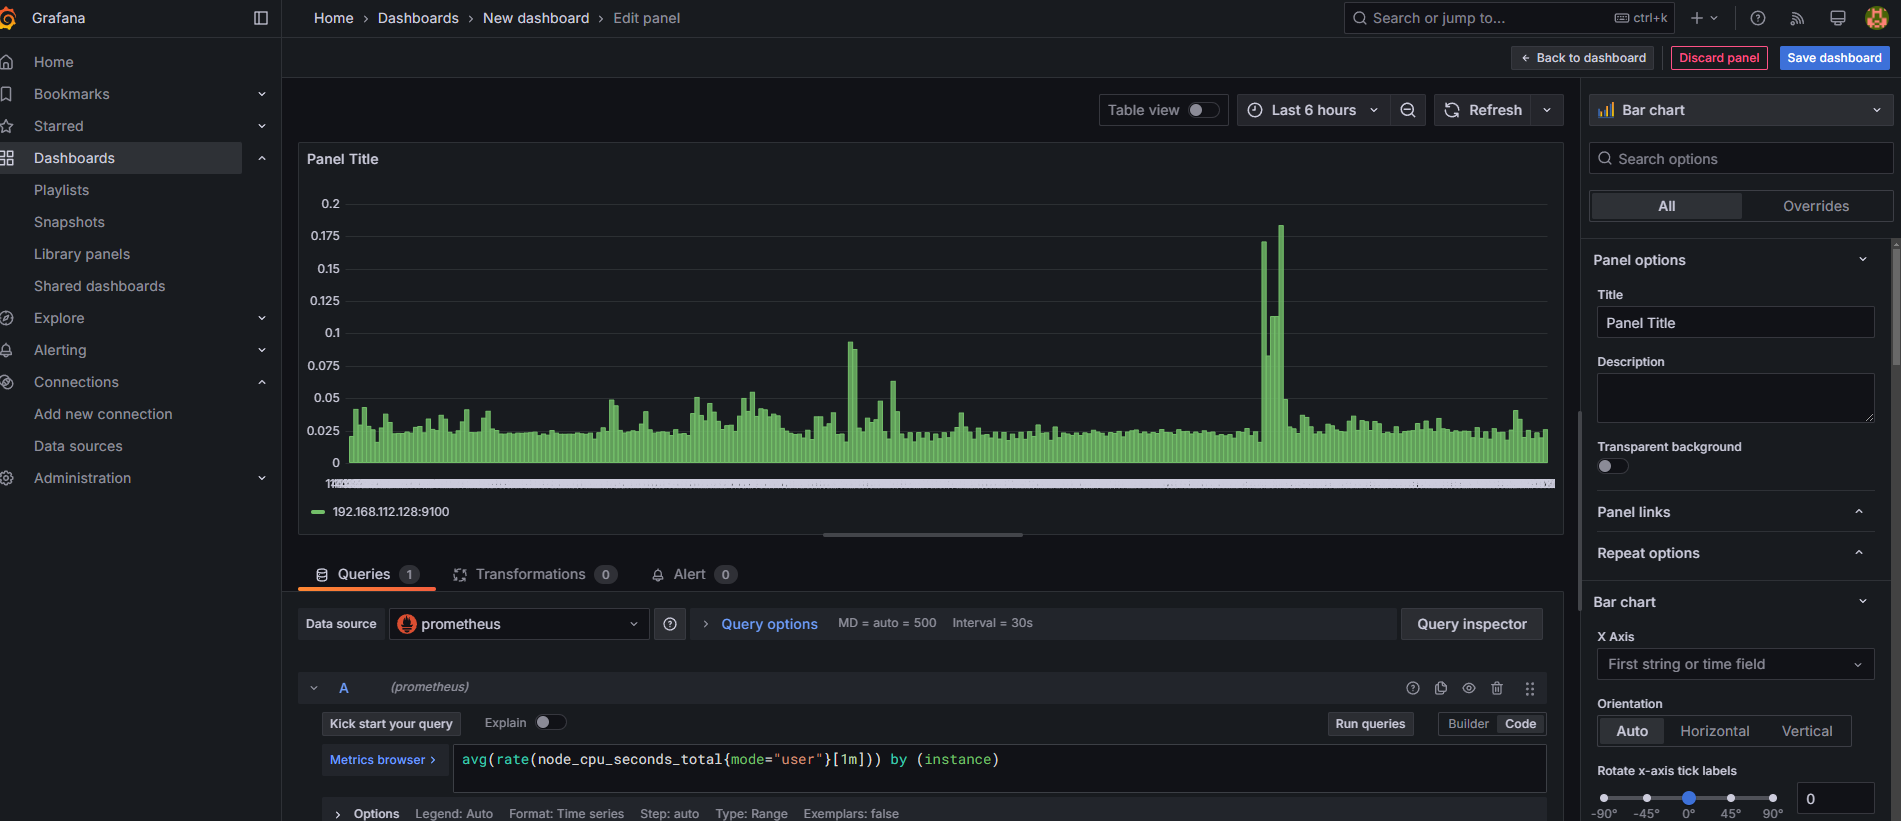 Grafana
Home › Dashboards › New dashboard › Edit panel
Search or jump to... ctrl+k
Back to dashboard
Discard panel
Save dashboard
Home
Bookmarks
Starred
Dashboards
Playlists
Snapshots
Library panels
Shared dashboards
Explore
Alerting
Connections
Add new connection
Data sources
Administration
Table view
Last 6 hours
Refresh
Panel Title
0.2
0.175
0.15
0.125
0.1
0.075
0.05
0.025
0
192.168.112.128:9100
Queries 1
Transformations 0
Alert 0
Data source
prometheus
Query options
MD = auto = 500
Interval = 30s
Query inspector
A
(prometheus)
Kick start your query
Explain
Run queries
Builder
Code
Metrics browser
avg(rate(node_cpu_seconds_total{mode="user"}[1m])) by (instance)
Options
Legend: Auto
Format: Time series
Step: auto
Type: Range
Exemplars: false
Bar chart
Search options
All
Overrides
Panel options
Title
Panel Title
Description
Transparent background
Panel links
Repeat options
Bar chart
X Axis
First string or time field
Orientation
Auto
Horizontal
Vertical
Rotate x-axis tick labels
0
-90° -45° 0° 45° 90°